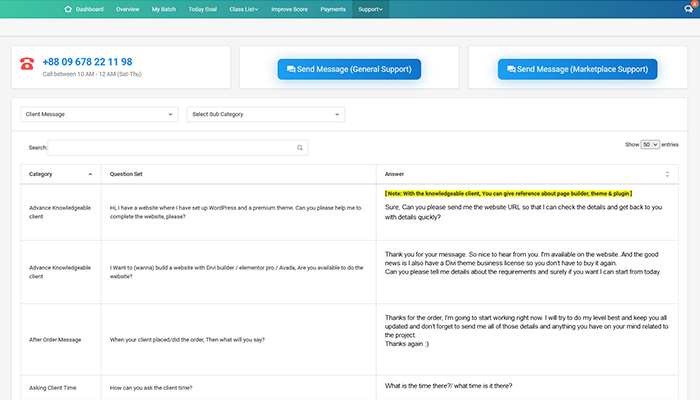 Dashboard Overview My Batch Today Goal Class List Improve Score Payments Support
+88 09 678 22 11 98
Call between 10 AM - 12 AM (Sat-Thu)
Send Message (General Support)
Send Message (Marketplace Support)
Client Message
Select Sub Category
Search:
Show 50 entries
Category Question Set Answer
Advance Knowledgeable
client
Hi, I have a website where I have set up WordPress and a premium theme. Can you please help me to
complete the website, please?
[ Note: With the knowledgeable client, You can give reference about page builder, theme & plugin ]
Sure, Can you please send me the website URL so that I can check the details and get back to you
with details quickly?
Advance Knowledgeable
client
I Want to (wanna) build a website with Divi builder / elementor pro / Avada, Are you available to do the
website?
Thank you for your message. So nice to hear from you. I'm available on the website. And the good
news is I also have a Divi theme business license so you don't have to buy it again.
Can you please tell me details about the requirements and surely if you want I can start from today.
After Order Message
When your client placed/did the order, Then what will you say?
Thanks for the order, I'm going to start working right now. I will try to do my level best and keep you all
updated and don't forget to send me all of those details and anything you have on your mind related to
the project.
Thanks again :)
Asking Client Time
How can you ask the client time?
What is the time there?/ what time is it there?